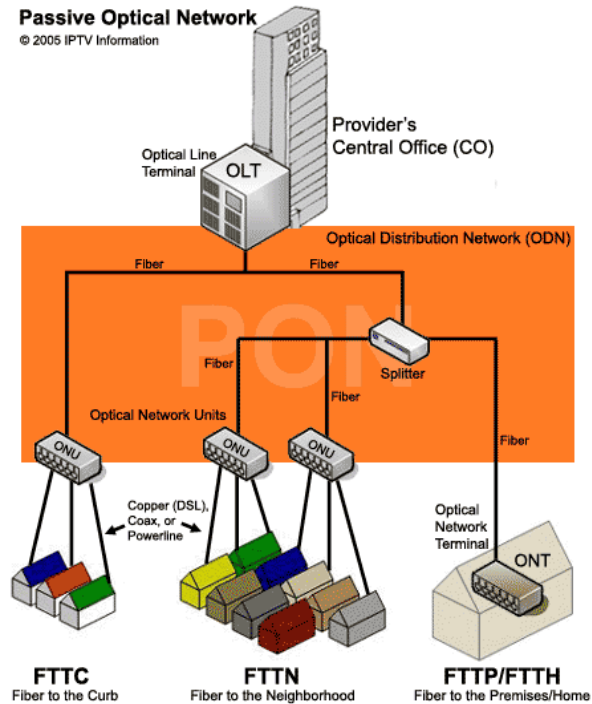 Passive Optical Network
© 2005 IPTV Information
Provider's
Central Office (CO)
Optical Line
Terminal
OLT
Optical Distribution Network (ODN)
Fiber
Fiber
PON
Splitter
Fiber
Fiber
Fiber
Optical Network Units
ONU
ONU
ONU
Copper (DSL),
Coax, or
Powerline
Optical
Network
Terminal
ONT
FTTC
Fiber to the Curb
FTTN
Fiber to the Neighborhood
FTTP/FTTH
Fiber to the Premises/Home